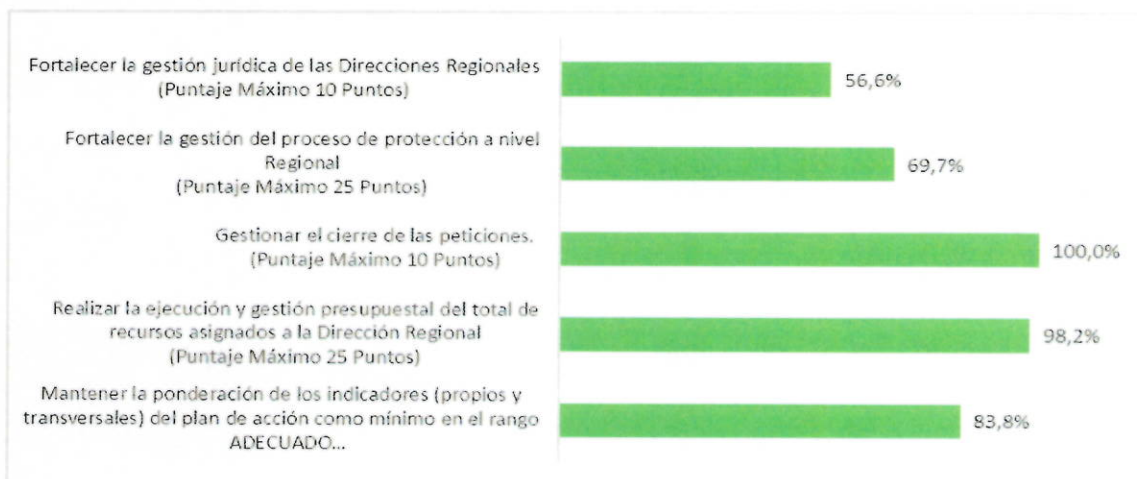 Fortalecer la gestión jurídica de las Direcciones Regionales
(Puntaje Máximo 10 Puntos)
56,6%
Fortalecer la gestión del proceso de protección a nivel
Regional
(Puntaje Máximo 25 Puntos)
69,7%
Gestionar el cierre de las peticiones.
(Puntaje Máximo 10 Puntos)
100,0%
Realizar la ejecución y gestión presupuestal del total de
recursos asignados a la Dirección Regional
(Puntaje Máximo 25 Puntos)
98,2%
Mantener la ponderación de los indicadores (propios y
transversales) del plan de acción como mínimo en el rango
ADECUADO...
83,8%